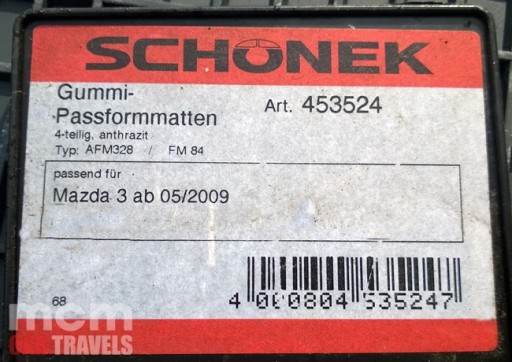 SCHÖNEK
Gummi-
Passformmatten
Art. 453524
4-teilig, anthrazit
Typ: AFM328 / FM 84
passend für
Mazda 3 ab 05/2009
68
4 000804 535247
mcm
TRAVELS